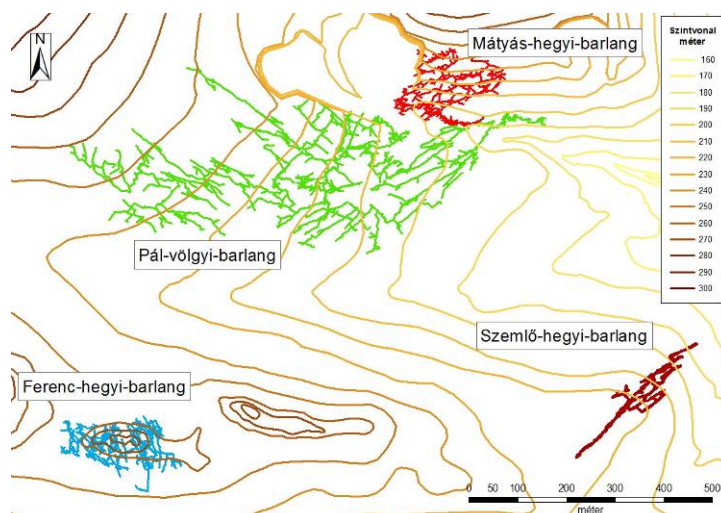 N
Mátyás-hegyi-barlang
Szintvonal
méter
160
170
180
190
200
210
220
230
240
250
260
270
280
290
300
Pál-völgyi-barlang
Szemlő-hegyi-barlang
Ferenc-hegyi-barlang
0 50 100 200 300 400 500
méter